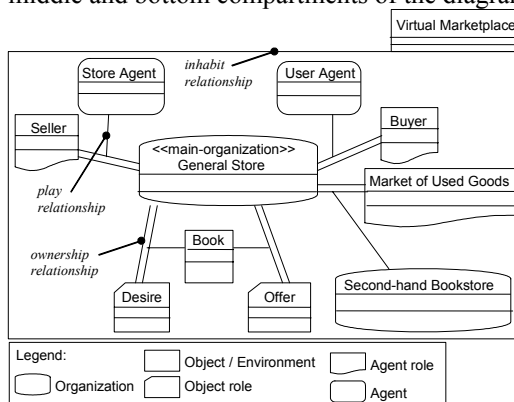 middle and bottom compartments of the diagram
Virtual Marketplace
inhabit
relationship
Store Agent
User Agent
Seller
Buyer
<<main-organization>>
General Store
play
relationship
Market of Used Goods
ownership
relationship
Book
Desire
Offer
Second-hand Bookstore
Legend:
Object / Environment
Agent role
Organization
Object role
Agent